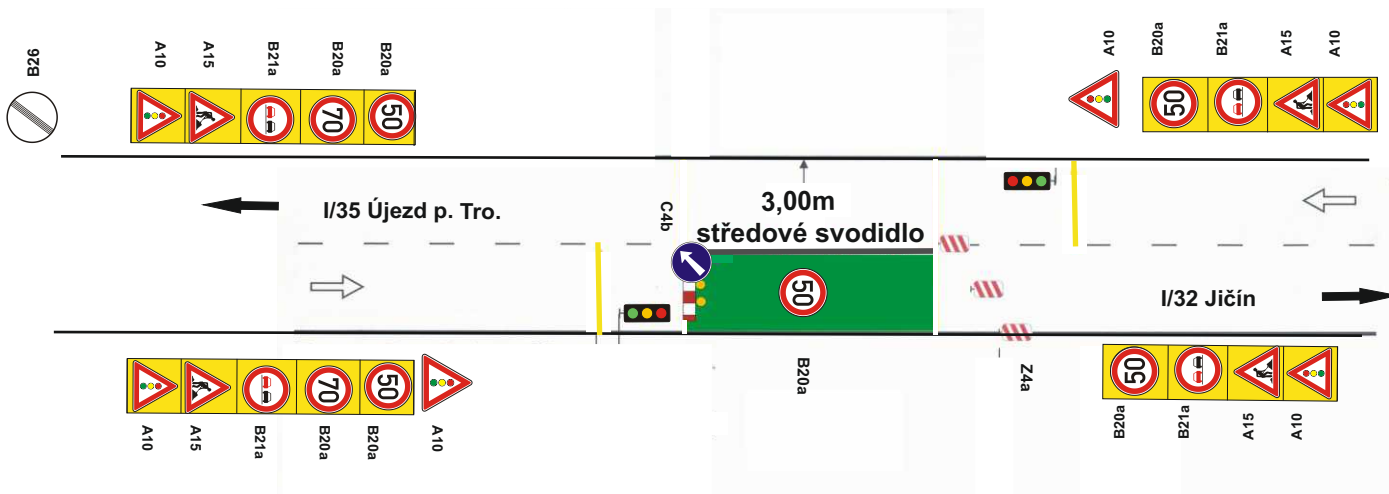 B26
A10
A15
B21a
B20a
B20a
70
50
A10
B20a
B21a
A15
A10
50
I/35 Újezd p. Tro.
C4b
3,00m
středové svodidlo
50
I/32 Jičín
B20a
Z4a
70
50
A10
A15
B21a
B20a
B20a
A10
50
B20a
B21a
A15
A10